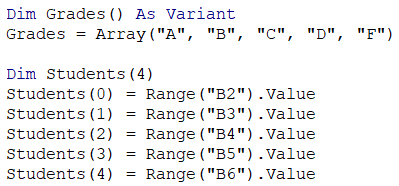 Dim Grades() As Variant
Grades = Array("A", "B", "C", "D", "F")
Dim Students(4)
Students(0) = Range("B2").Value
Students(1) = Range("B3").Value
Students(2) = Range("B4").Value
Students(3) = Range("B5").Value
Students(4) = Range("B6").Value